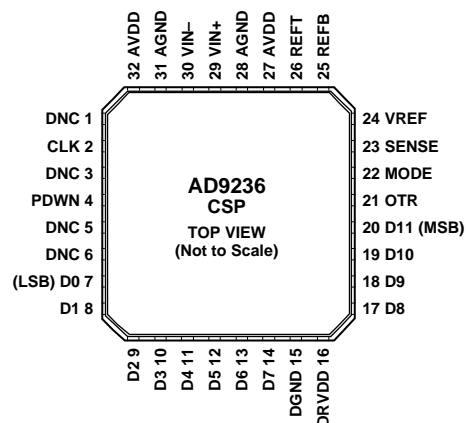 32 AVDD
31 AGND
30 VIN–
29 VIN+
28 AGND
27 AVDD
26 REFT
25 REFB
DNC 1
CLK 2
DNC 3
PDWN 4
DNC 5
DNC 6
(LSB) D0 7
D1 8
AD9236
CSP
TOP VIEW
(Not to Scale)
24 VREF
23 SENSE
22 MODE
21 OTR
20 D11 (MSB)
19 D10
18 D9
17 D8
D2 9
D3 10
D4 11
D5 12
D6 13
D7 14
DGND 15
DRVDD 16